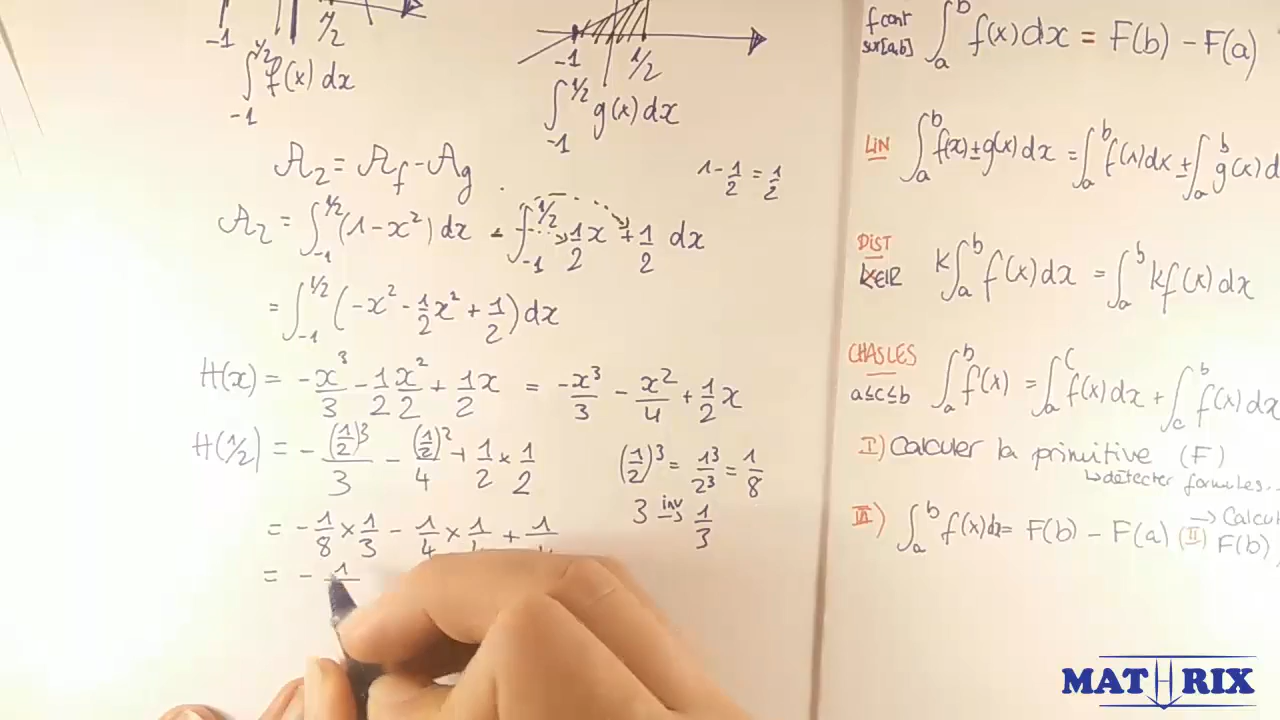 -1 1/2
∫_{-1}^{1/2} f(x) dx
-1 1/2
∫_{-1}^{1/2} g(x) dx
A₂ = A_f - A_g
1 - 1/2 = 1/2
A₂ = ∫_{-1}^{1/2} (1 - x²) dx - ∫_{-1}^{1/2} 1/2 x + 1/2 dx
= ∫_{-1}^{1/2} (-x² - 1/2 x² + 1/2) dx
H(x) = -x³/3 - 1/2 x²/2 + 1/2 x = -x³/3 - x²/4 + 1/2 x
H(1/2) = - (1/2)³/3 - (1/2)²/4 + 1/2 × 1/2
(1/2)³ = 1³/2³ = 1/8
3 inv→ 1/3
= - 1/8 × 1/3 - 1/4 × 1/ + 1/
= - 1/
f cont sur [a,b] ∫_a^b f(x) dx = F(b) - F(a)
LIN ∫_a^b f(x) ± g(x) dx = ∫_a^b f(x) dx ± ∫_a^b g(x) d
DIST k∈IR k∫_a^b f(x) dx = ∫_a^b k f(x) dx
CHASLES a≤c≤b ∫_a^b f(x) = ∫_a^c f(x) dx + ∫_c^b f(x) dx
I) Calculer la primitive (F)
↳ détecter formules...
II) ∫_a^b f(x) dx = F(b) - F(a) (II) → Calcul
F(b)
MATHRIX